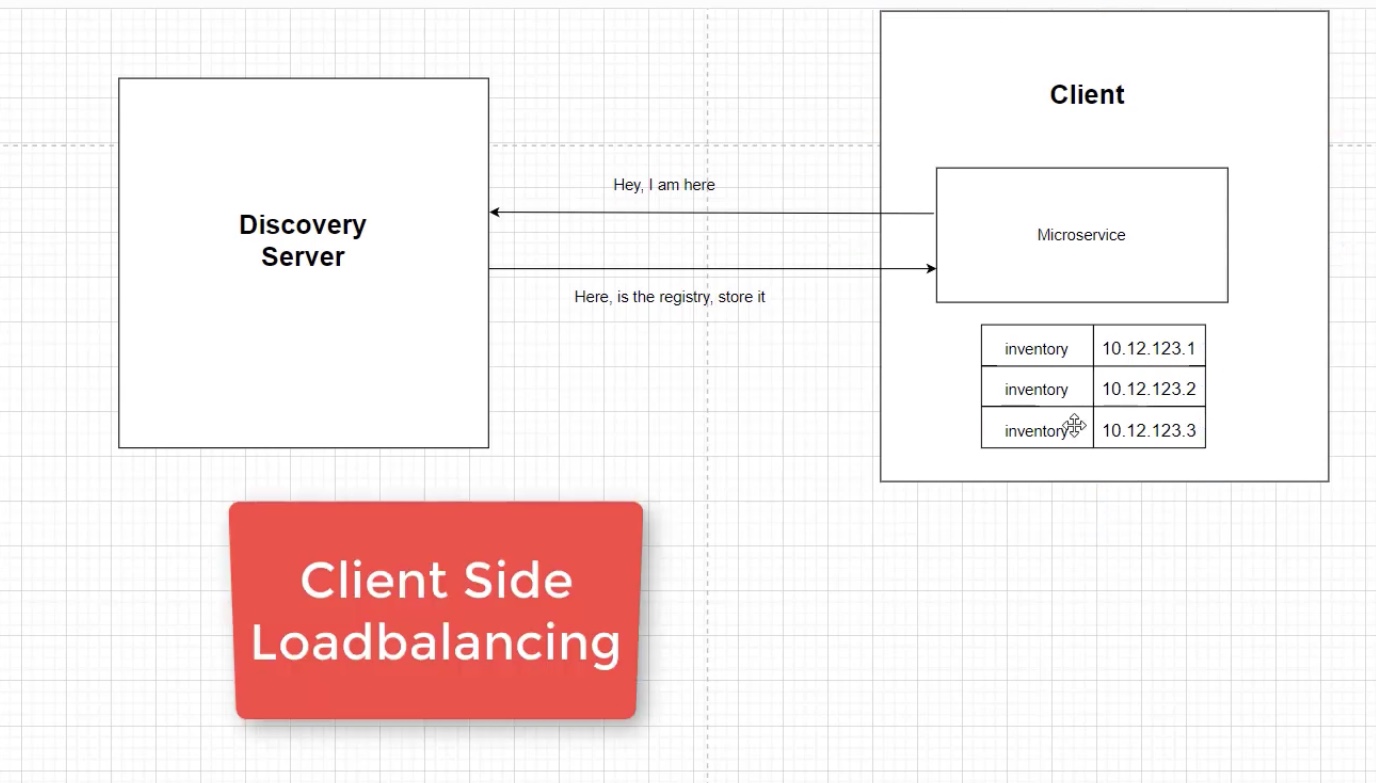 Client
Hey, I am here
Discovery
Server
Microservice
Here, is the registry, store it
inventory 10.12.123.1
inventory 10.12.123.2
inventory 10.12.123.3
Client Side
Loadbalancing